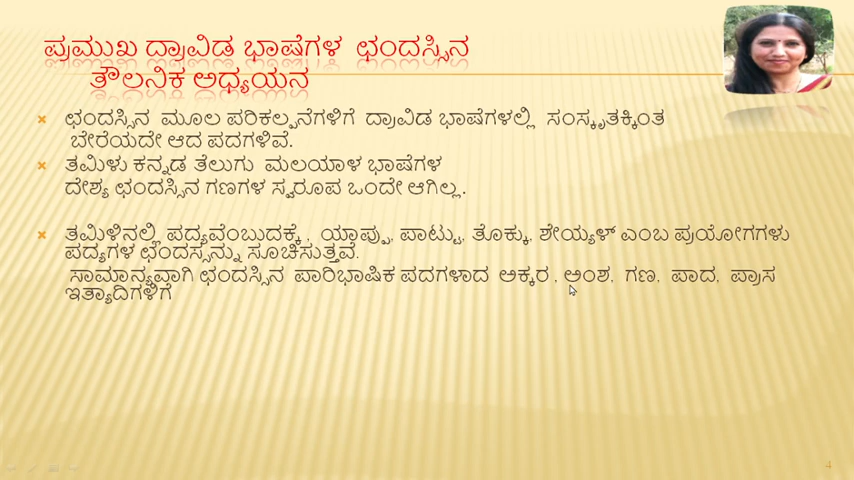 ಪ್ರಮುಖ ದ್ರಾವಿಡ ಭಾಷೆಗಳ ಛಂದಸ್ಸಿನ
ತೌಲನಿಕ ಅಧ್ಯಯನ
ಛಂದಸ್ಸಿನ ಮೂಲ ಪರಿಕಲ್ಪನೆಗಳಿಗೆ ದ್ರಾವಿಡ ಭಾಷೆಗಳಲ್ಲಿ ಸಂಸ್ಕೃತಕ್ಕಿಂತ
ಬೇರೆಯದೇ ಆದ ಪದಗಳಿವೆ.
ತಮಿಳು ಕನ್ನಡ ತೆಲುಗು ಮಲಯಾಳ ಭಾಷೆಗಳ
ದೇಶ್ಯ ಛಂದಸ್ಸಿನ ಗಣಗಳ ಸ್ವರೂಪ ಒಂದೇ ಆಗಿಲ್ಲ.
ತಮಿಳಿನಲ್ಲಿ ಪದ್ಯವೆಂಬುದಕ್ಕೆ, ಯಾಪ್ಪು, ಪಾಟ್ಟು, ತೊಕ್ಕು, ಶೇಯ್ಯಳ್ ಎಂಬ ಪ್ರಯೋಗಗಳು
ಪದ್ಯಗಳ ಛಂದಸ್ಸನ್ನು ಸೂಚಿಸುತ್ತವೆ.
ಸಾಮಾನ್ಯವಾಗಿ ಛಂದಸ್ಸಿನ ಪಾರಿಭಾಷಿಕ ಪದಗಳಾದ ಅಕ್ಕರ, ಅಂಶ, ಗಣ, ಪಾದ, ಪ್ರಾಸ
ಇತ್ಯಾದಿಗಳಿಗೆ
4